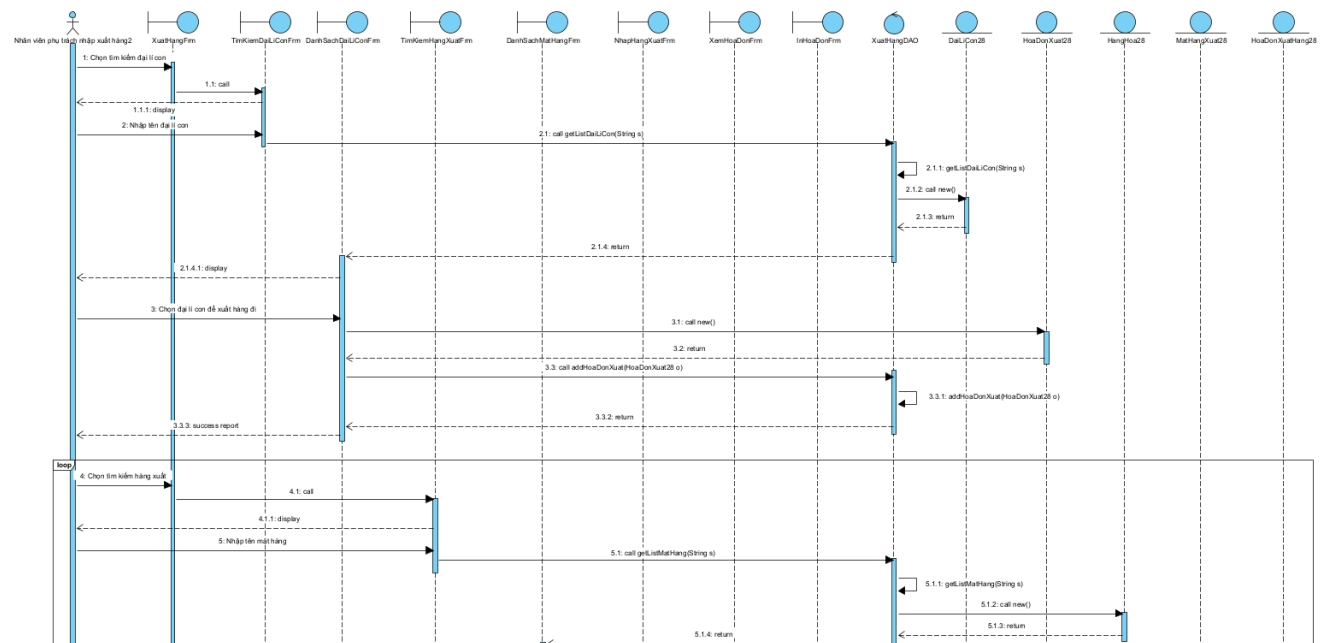 Nhân viên phụ trách nhập xuất hàng2
XuatHangFrm
TimKiemDaiLiConFrm
DanhSachDaiLiConFrm
TimKiemHangXuatFrm
DanhSachMatHangFrm
NhapHangXuatFrm
XemHoaDonFrm
InHoaDonFrm
XuatHangDAO
DaiLiCon28
HoaDonXuat28
HangHoa28
MatHangXuat28
HoaDonXuatHang28
1: Chọn tìm kiếm đại lí con
1.1: call
1.1.1: display
2: Nhập tên đại lí con
2.1: call getListDaiLiCon(String s)
2.1.1: getListDaiLiCon(String s)
2.1.2: call new()
2.1.3: return
2.1.4: return
2.1.4.1: display
3: Chọn đại lí con để xuất hàng đi
3.1: call new()
3.2: return
3.3: call addHoaDonXuat(HoaDonXuat28 o)
3.3.1: addHoaDonXuat(HoaDonXuat28 o)
3.3.2: return
3.3.3: success report
loop
4: Chọn tìm kiếm hàng xuất
4.1: call
4.1.1: display
5: Nhập tên mặt hàng
5.1: call getListMatHang(String s)
5.1.1: getListMatHang(String s)
5.1.2: call new()
5.1.3: return
5.1.4: return